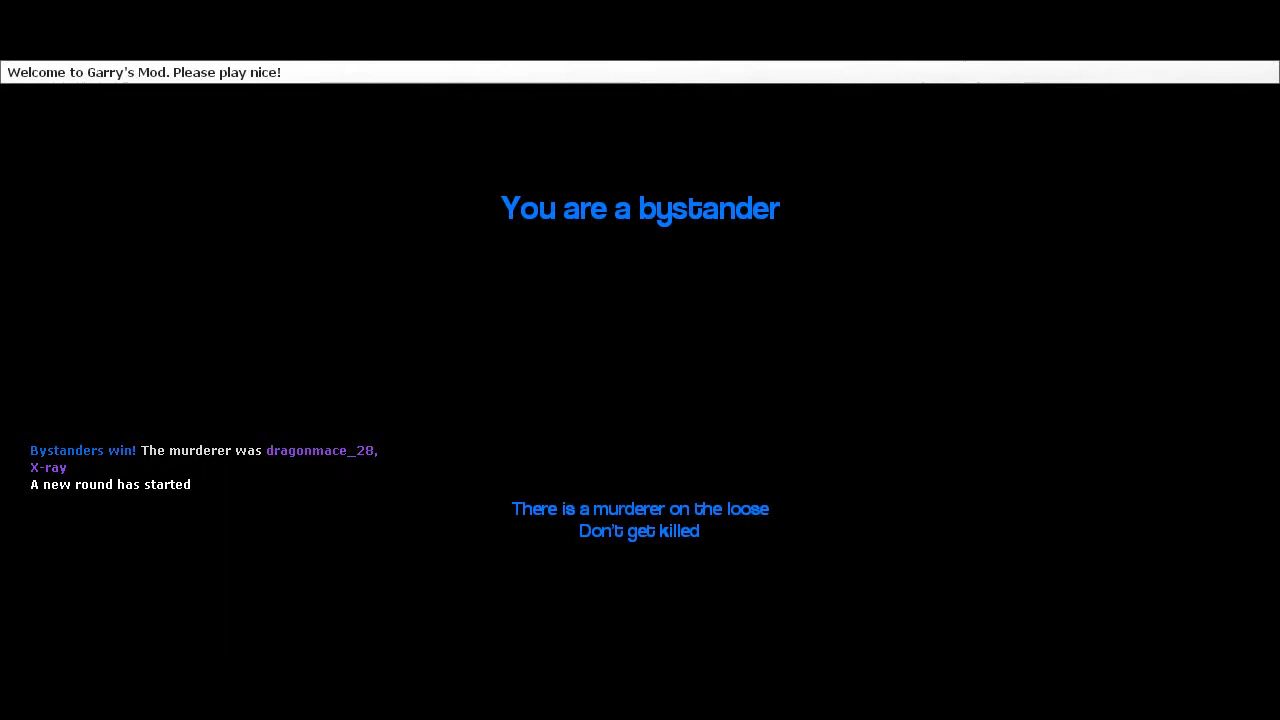 Welcome to Garry's Mod. Please play nice!
You are a bystander
Bystanders win! The murderer was dragonmace_28,
X-ray
A new round has started
There is a murderer on the loose
Don't get killed